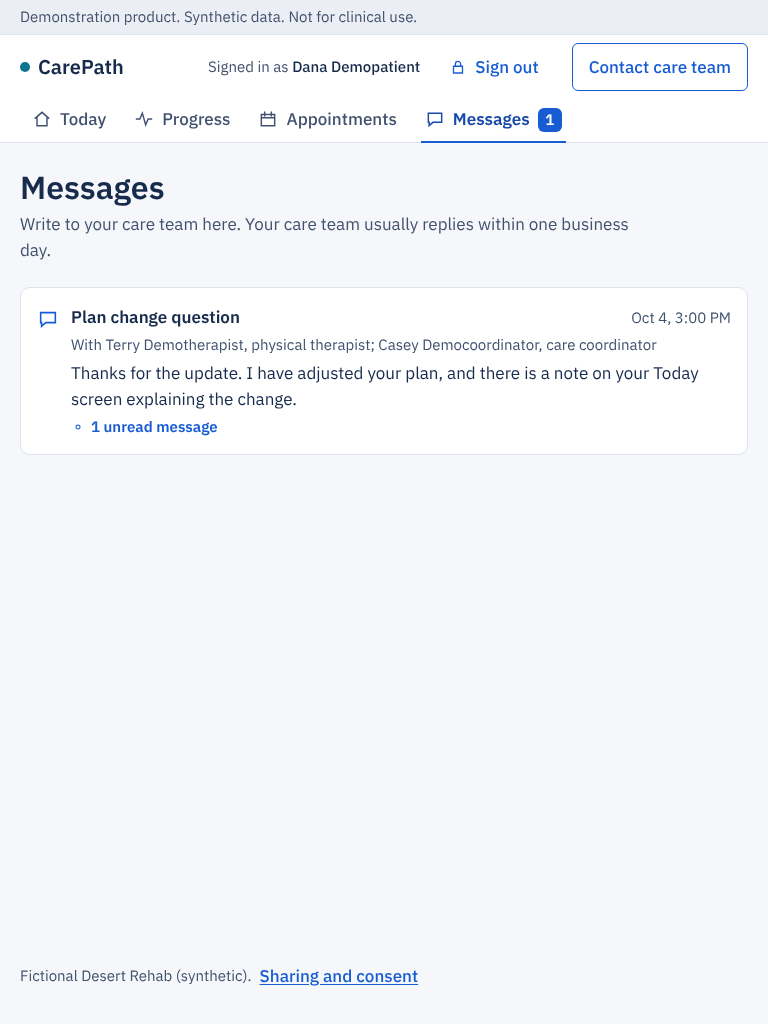 Demonstration product. Synthetic data. Not for clinical use.
CarePath
Signed in as Dana Demopatient
Sign out
Contact care team
Today
Progress
Appointments
Messages 1
Messages
Write to your care team here. Your care team usually replies within one business
day.
Plan change question
Oct 4, 3:00 PM
With Terry Demotherapist, physical therapist; Casey Democoordinator, care coordinator
Thanks for the update. I have adjusted your plan, and there is a note on your Today
screen explaining the change.
1 unread message
Fictional Desert Rehab (synthetic). Sharing and consent